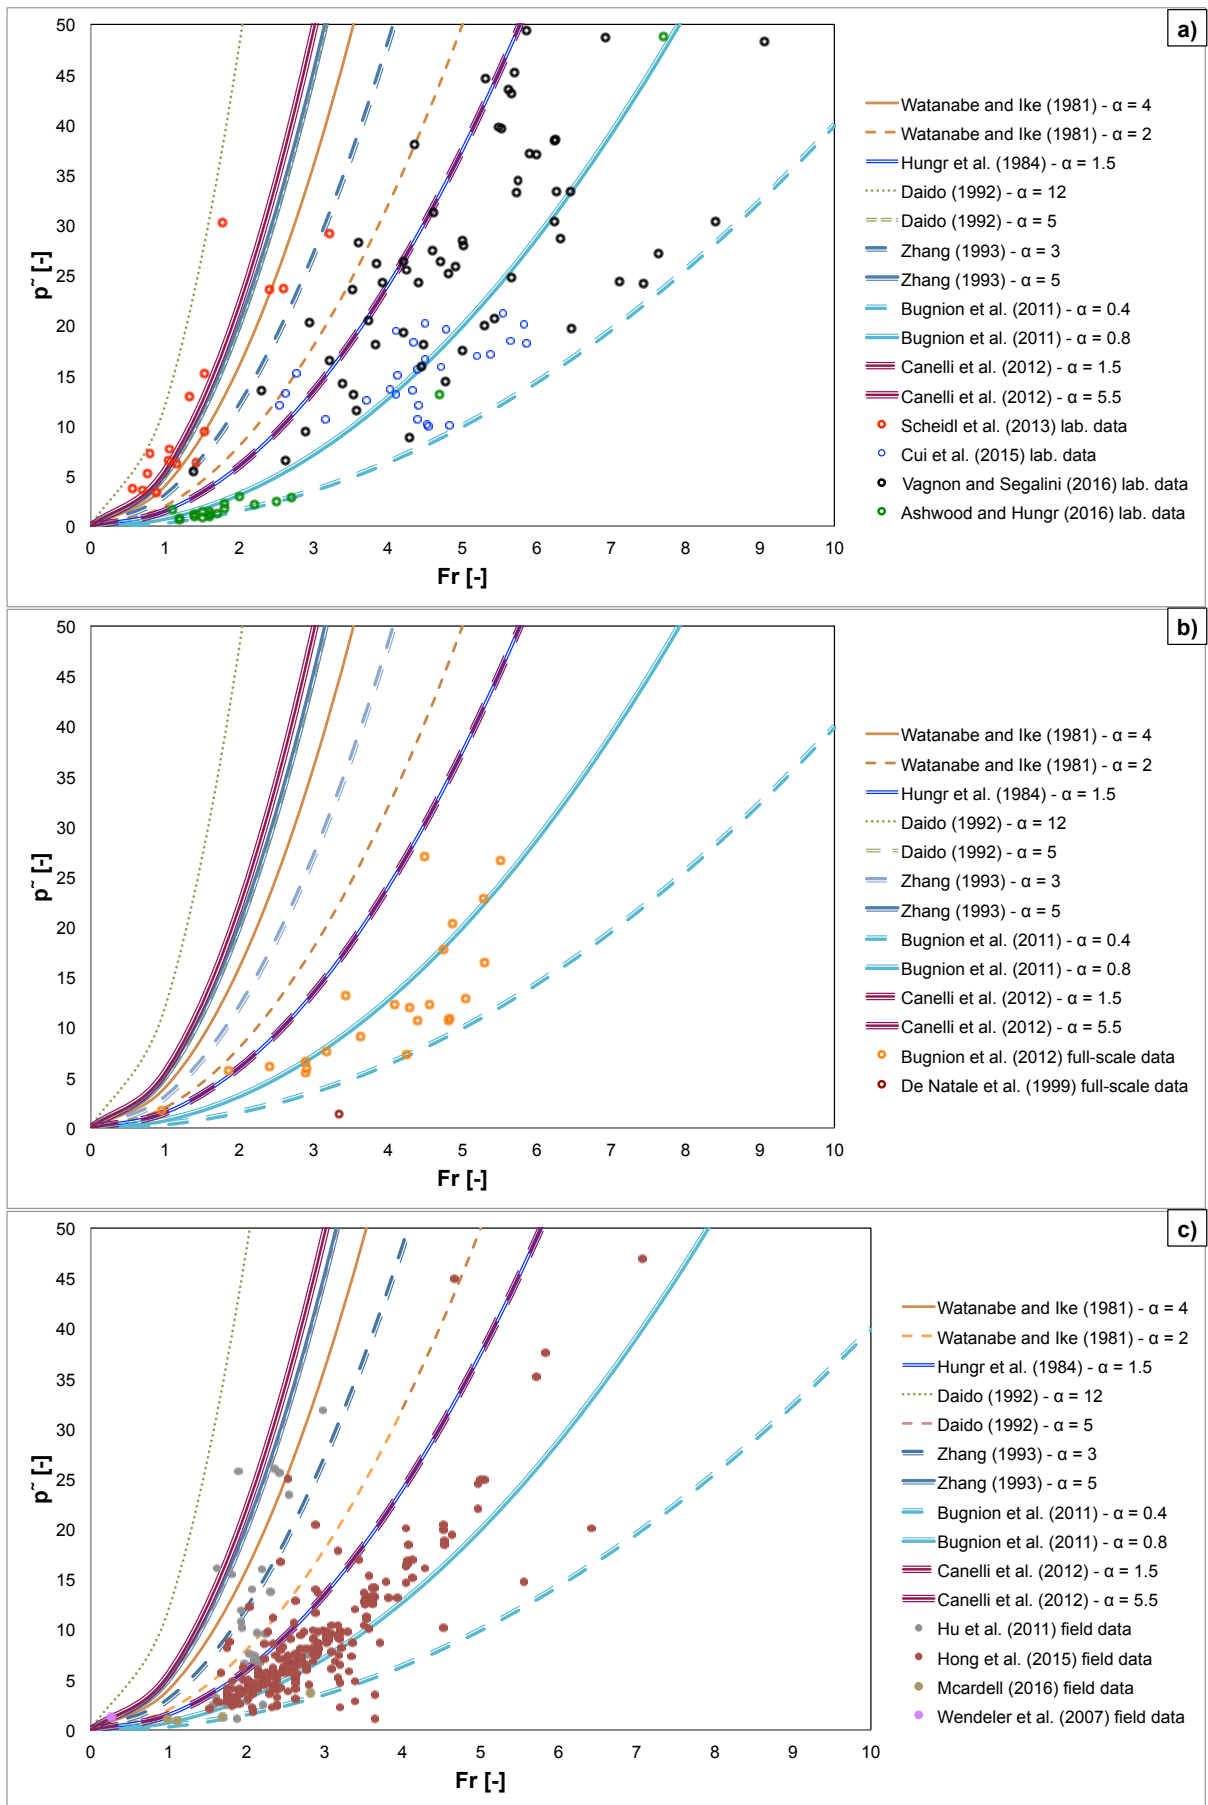 a)
50
45
40
35
30
25
20
15
10
5
0
p˜ [-]
0 1 2 3 4 5 6 7 8 9 10
Fr [-]
Watanabe and Ike (1981) - α = 4
Watanabe and Ike (1981) - α = 2
Hungr et al. (1984) - α = 1.5
Daido (1992) - α = 12
Daido (1992) - α = 5
Zhang (1993) - α = 3
Zhang (1993) - α = 5
Bugnion et al. (2011) - α = 0.4
Bugnion et al. (2011) - α = 0.8
Canelli et al. (2012) - α = 1.5
Canelli et al. (2012) - α = 5.5
Scheidl et al. (2013) lab. data
Cui et al. (2015) lab. data
Vagnon and Segalini (2016) lab. data
Ashwood and Hungr (2016) lab. data
b)
50
45
40
35
30
25
20
15
10
5
0
p˜ [-]
0 1 2 3 4 5 6 7 8 9 10
Fr [-]
Watanabe and Ike (1981) - α = 4
Watanabe and Ike (1981) - α = 2
Hungr et al. (1984) - α = 1.5
Daido (1992) - α = 12
Daido (1992) - α = 5
Zhang (1993) - α = 3
Zhang (1993) - α = 5
Bugnion et al. (2011) - α = 0.4
Bugnion et al. (2011) - α = 0.8
Canelli et al. (2012) - α = 1.5
Canelli et al. (2012) - α = 5.5
Bugnion et al. (2012) full-scale data
De Natale et al. (1999) full-scale data
c)
50
45
40
35
30
25
20
15
10
5
0
p˜ [-]
0 1 2 3 4 5 6 7 8 9 10
Fr [-]
Watanabe and Ike (1981) - α = 4
Watanabe and Ike (1981) - α = 2
Hungr et al. (1984) - α = 1.5
Daido (1992) - α = 12
Daido (1992) - α = 5
Zhang (1993) - α = 3
Zhang (1993) - α = 5
Bugnion et al. (2011) - α = 0.4
Bugnion et al. (2011) - α = 0.8
Canelli et al. (2012) - α = 1.5
Canelli et al. (2012) - α = 5.5
Hu et al. (2011) field data
Hong et al. (2015) field data
Mcardell (2016) field data
Wendeler et al. (2007) field data